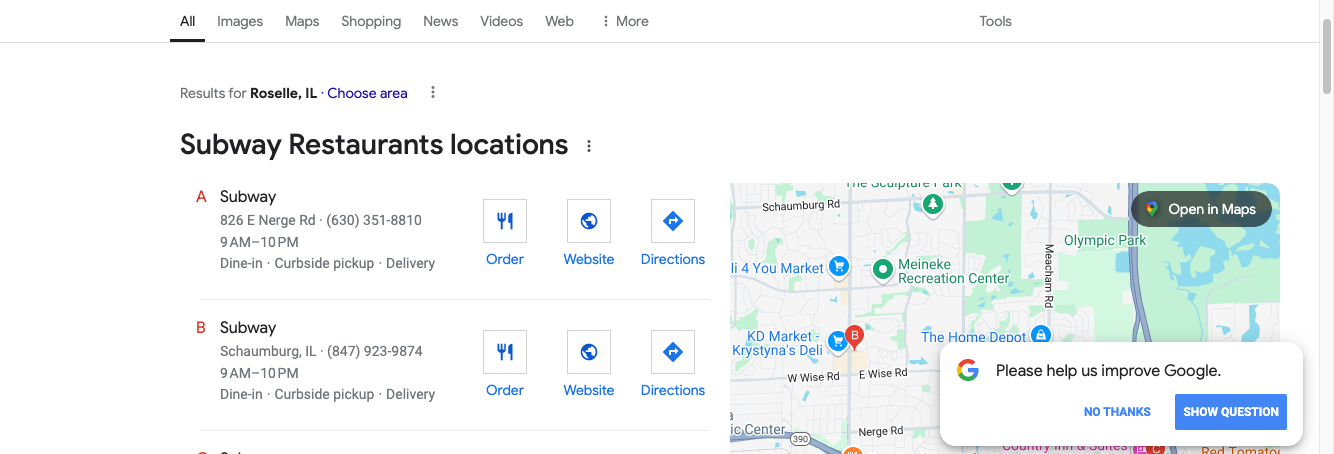 All Images Maps Shopping News Videos Web More Tools
Results for Roselle, IL · Choose area
Subway Restaurants locations
A Subway
826 E Nerge Rd · (630) 351-8810
9 AM–10 PM
Dine-in · Curbside pickup · Delivery
Order Website Directions
B Subway
Schaumburg, IL · (847) 923-9874
9 AM–10 PM
Dine-in · Curbside pickup · Delivery
Order Website Directions
The Sculpture Park
Schaumburg Rd
Open in Maps
Olympic Park
li 4 You Market
Meineke
Recreation Center
Meacham Rd
KD Market -
Krystyna's Deli
B
The Home Depot
W Wise Rd
E Wise Rd
ic Center
390
Nerge Rd
Country Inn & Suites
C
Red Tomato
Please help us improve Google.
NO THANKS SHOW QUESTION